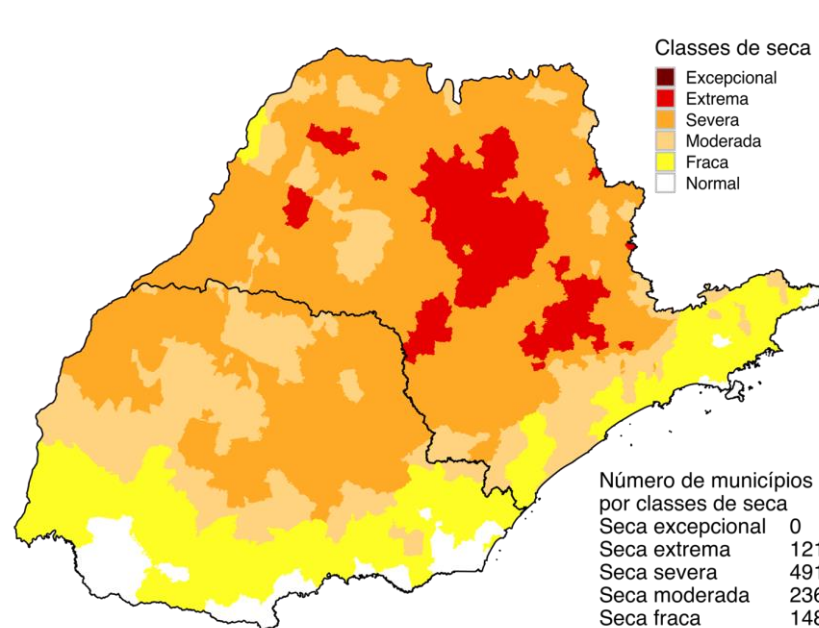 Classes de seca
Excepcional
Extrema
Severa
Moderada
Fraca
Normal
Número de municípios
por classes de seca
Seca excepcional 0
Seca extrema 121
Seca severa 491
Seca moderada 236
Seca fraca 148